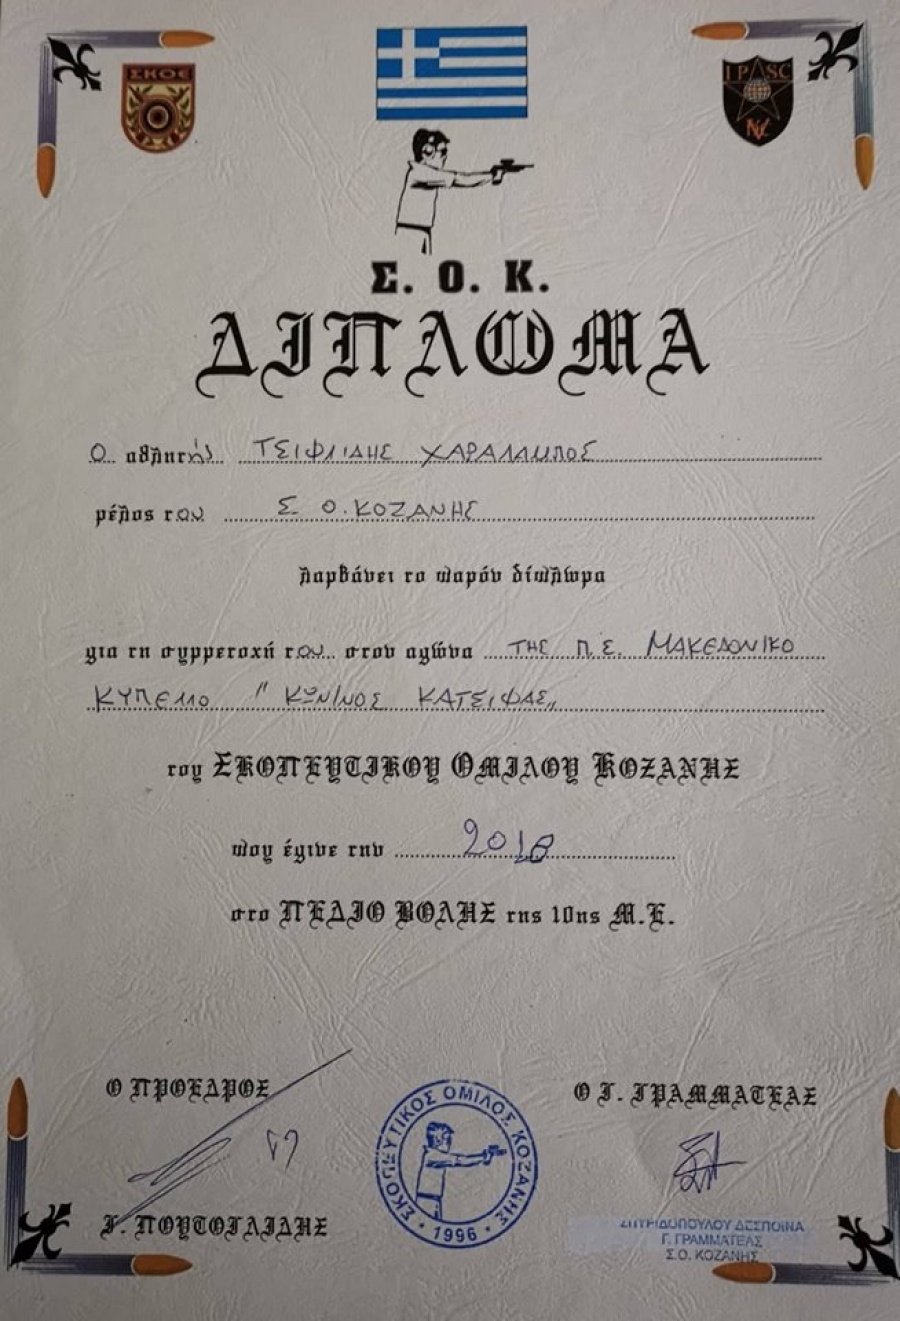 ΣΚΟΕ
IPSC
Σ. Ο. Κ.
ΔΙΠΛΩΜΑ
Ο αθλητής ΤΣΙΦΛΙΔΗΣ ΧΑΡΑΛΑΜΠΟΣ
μέλος του Σ. Ο. ΚΟΖΑΝΗΣ
λαμβάνει το παρόν δίπλωμα
για τη συμμετοχή του στον αγώνα ΤΗΣ Π.Ε. ΜΑΚΕΔΟΝΙΚΟ
ΚΥΠΕΛΛΟ " ΚΩΝ/ΝΟΣ ΚΑΤΣΙΦΑΣ"
του ΣΚΟΠΕΥΤΙΚΟΥ ΟΜΙΛΟΥ ΚΟΖΑΝΗΣ
που έγινε την 2018
στο ΠΕΔΙΟ ΒΟΛΗΣ της 10ης Μ.Ε.
Ο ΠΡΟΕΔΡΟΣ
Ο Γ. ΓΡΑΜΜΑΤΕΑΣ
ΣΚΟΠΕΥΤΙΚΟΣ ΟΜΙΛΟΣ ΚΟΖΑΝΗΣ
1996
Γ. ΠΟΥΤΟΓΛΙΔΗΣ
ΣΠΥΡΙΔΟΠΟΥΛΟΥ ΔΕΣΠΟΙΝΑ
Γ. ΓΡΑΜΜΑΤΕΑΣ
Σ.Ο. ΚΟΖΑΝΗΣ